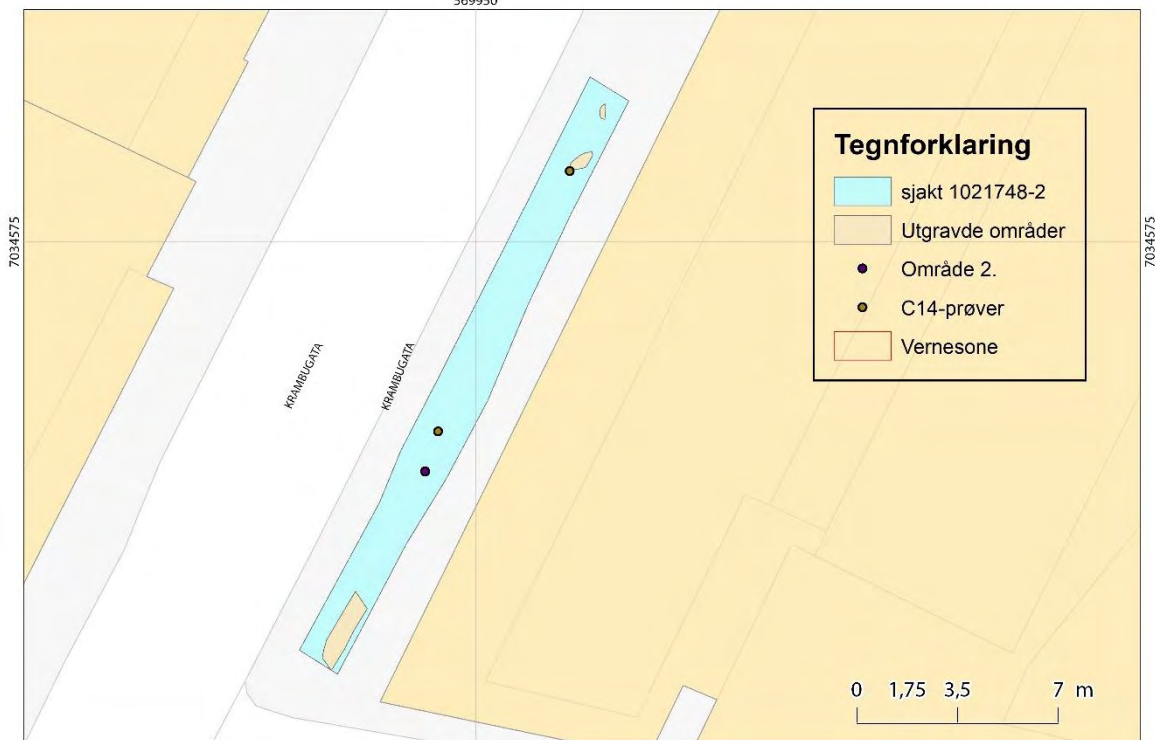 569950
7034575
7034575
KRAMBUGATA
KRAMBUGATA
Tegnforklaring
sjakt 1021748-2
Utgravde områder
Område 2.
C14-prøver
Vernesone
0 1,75 3,5 7 m